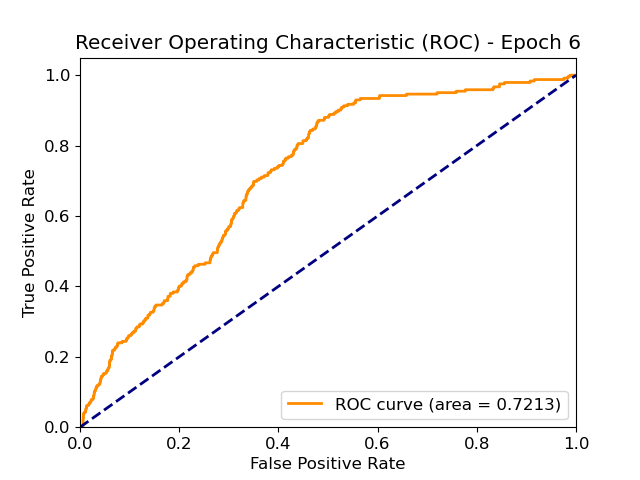 Receiver Operating Characteristic (ROC) - Epoch 6
True Positive Rate
1.0
0.8
0.6
0.4
0.2
0.0
0.0 0.2 0.4 0.6 0.8 1.0
False Positive Rate
ROC curve (area = 0.7213)